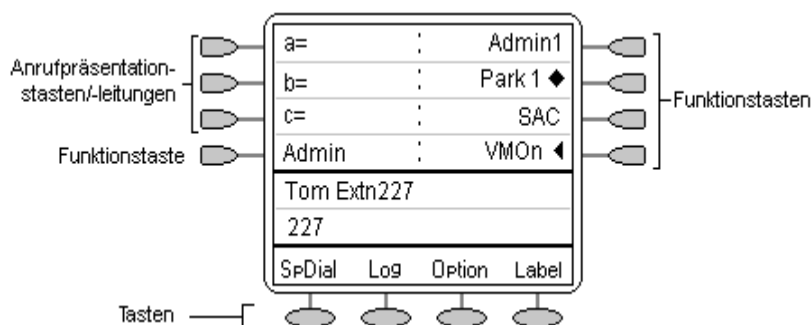 a= : Admin1
Anrufpräsentation-
stasten/-leitungen
b= : Park 1 ◆
Funktionstasten
c= : SAC
Funktionstaste
Admin : VMOn ◀
Tom Extn227
227
SpDial Log Option Label
Tasten